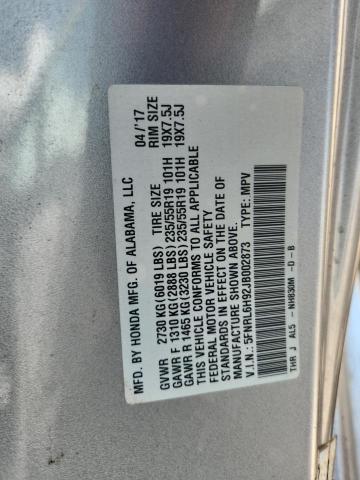 MFD. BY HONDA MFG. OF ALABAMA, LLC 04/'17
GVWR 2730 KG(6019 LBS) TIRE SIZE RIM SIZE
GAWR F 1310 KG(2888 LBS) 235/55R19 101H 19X7.5J
GAWR R 1465 KG(3230 LBS) 235/55R19 101H 19X7.5J
THIS VEHICLE CONFORMS TO ALL APPLICABLE
FEDERAL MOTOR VEHICLE SAFETY
STANDARDS IN EFFECT ON THE DATE OF
MANUFACTURE SHOWN ABOVE.
V.I.N.: 5FNRL6H92JB002873 TYPE: MPV
THR J AL5 - NH830M -D -B